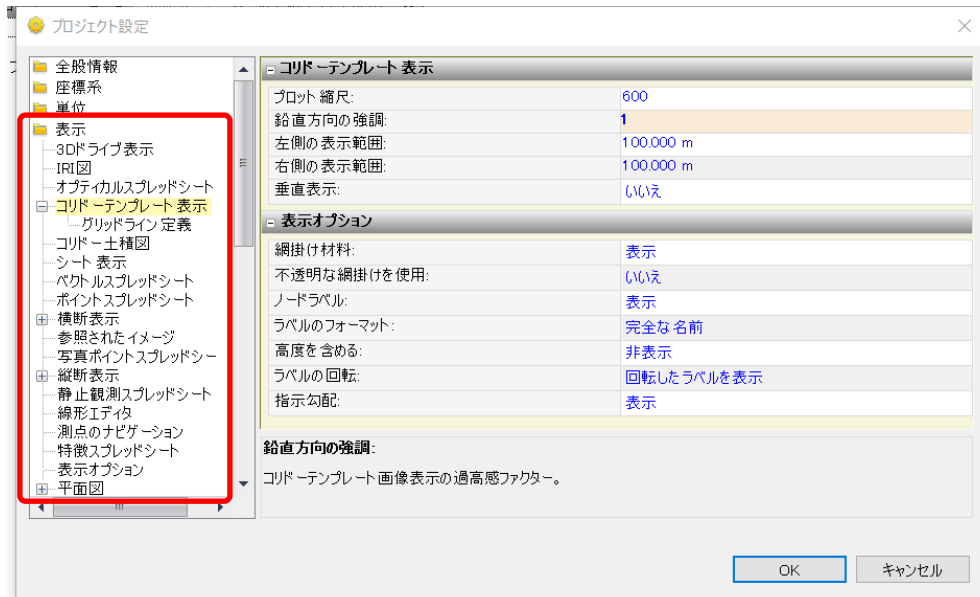 プロジェクト設定
全般情報
座標系
単位
表示
3Dドライブ表示
IRI図
オプティカルスプレッドシート
コリドーテンプレート 表示
グリッドライン 定義
コリドー土積図
シート 表示
ベクトルスプレッドシート
ポイントスプレッドシート
横断表示
参照されたイメージ
写真ポイントスプレッドシー
縦断表示
静止観測スプレッドシート
線形エディタ
測点のナビゲーション
特徴スプレッドシート
表示オプション
平面図
コリドーテンプレート 表示
プロット 縮尺: 600
鉛直方向の強調: 1
左側の表示範囲: 100.000 m
右側の表示範囲: 100.000 m
垂直表示: いいえ
表示オプション
網掛け材料: 表示
不透明な網掛けを使用: いいえ
ノードラベル: 表示
ラベルのフォーマット: 完全な名前
高度を含める: 非表示
ラベルの回転: 回転したラベルを表示
指示勾配: 表示
鉛直方向の強調:
コリドーテンプレート画像表示の過高感ファクター。
OK
キャンセル